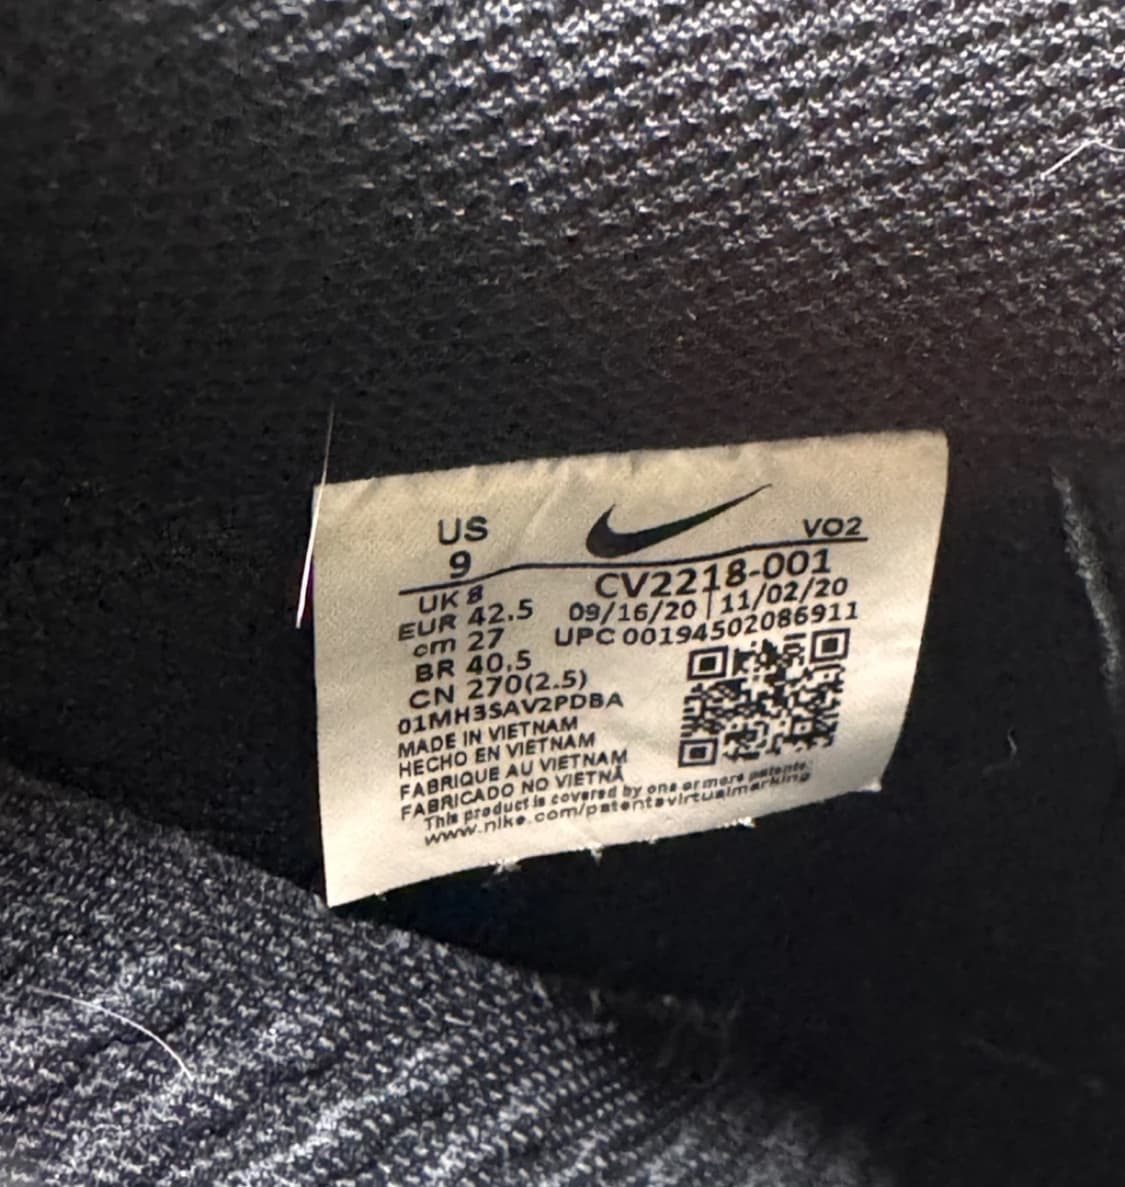 US
9
VO2
UK 8
EUR 42.5
cm 27
BR 40.5
CN 270(2.5)
01MH3SAV2PDBA
MADE IN VIETNAM
HECHO EN VIETNAM
FABRIQUE AU VIETNAM
FABRICADO NO VIETNÃ
CV2218-001
09/16/20 | 11/02/20
UPC 00194502086911
This product is covered by one or more patents:
www.nike.com/patentsvirtualmarking